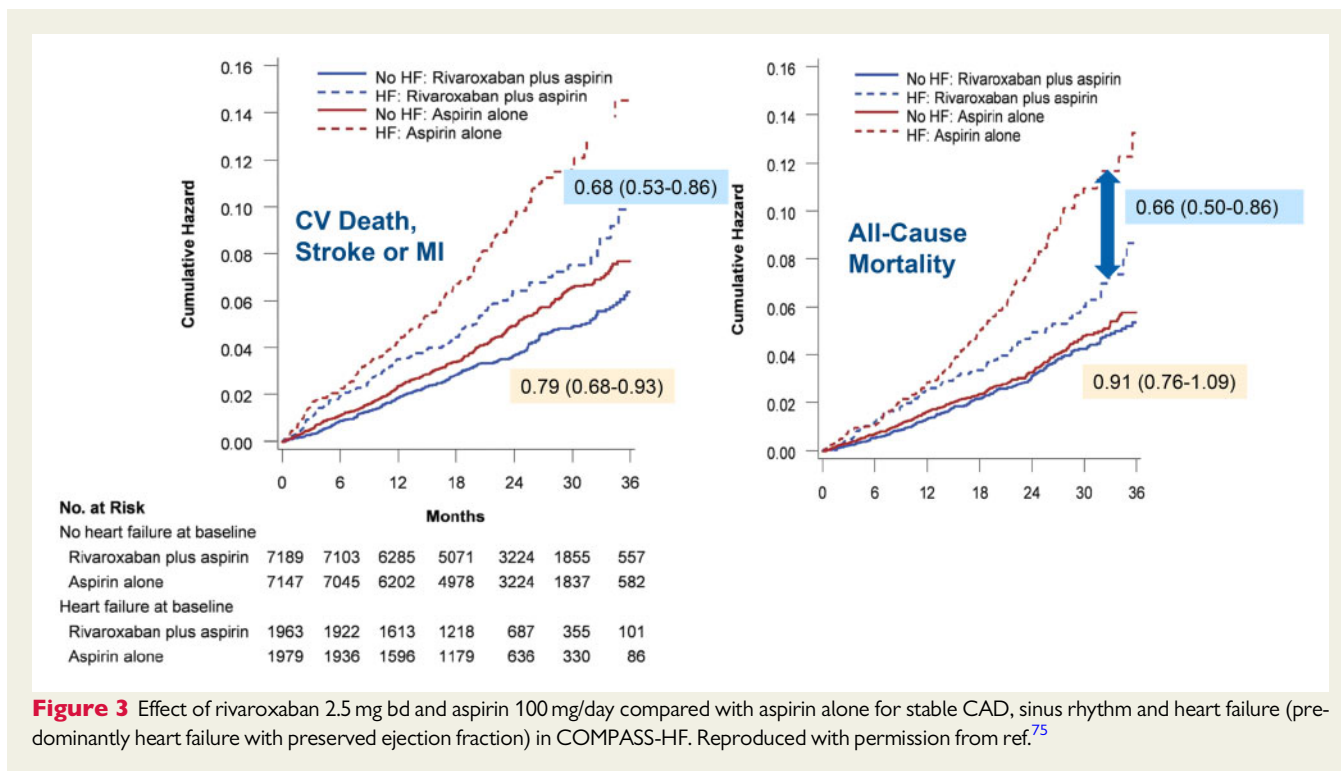 0.16
0.14
0.12
0.10
0.08
0.06
0.04
0.02
0.00
Cumulative Hazard
No HF: Rivaroxaban plus aspirin
HF: Rivaroxaban plus aspirin
No HF: Aspirin alone
HF: Aspirin alone
CV Death,
Stroke or MI
0.68 (0.53-0.86)
0.79 (0.68-0.93)
0 6 12 18 24 30 36
Months
0.16
0.14
0.12
0.10
0.08
0.06
0.04
0.02
0.00
Cumulative Hazard
No HF: Rivaroxaban plus aspirin
HF: Rivaroxaban plus aspirin
No HF: Aspirin alone
HF: Aspirin alone
All-Cause
Mortality
0.66 (0.50-0.86)
0.91 (0.76-1.09)
0 6 12 18 24 30 36
No. at Risk
No heart failure at baseline
Rivaroxaban plus aspirin 7189 7103 6285 5071 3224 1855 557
Aspirin alone 7147 7045 6202 4978 3224 1837 582
Heart failure at baseline
Rivaroxaban plus aspirin 1963 1922 1613 1218 687 355 101
Aspirin alone 1979 1936 1596 1179 636 330 86
Figure 3 Effect of rivaroxaban 2.5 mg bd and aspirin 100 mg/day compared with aspirin alone for stable CAD, sinus rhythm and heart failure (pre-
dominantly heart failure with preserved ejection fraction) in COMPASS-HF. Reproduced with permission from ref.75